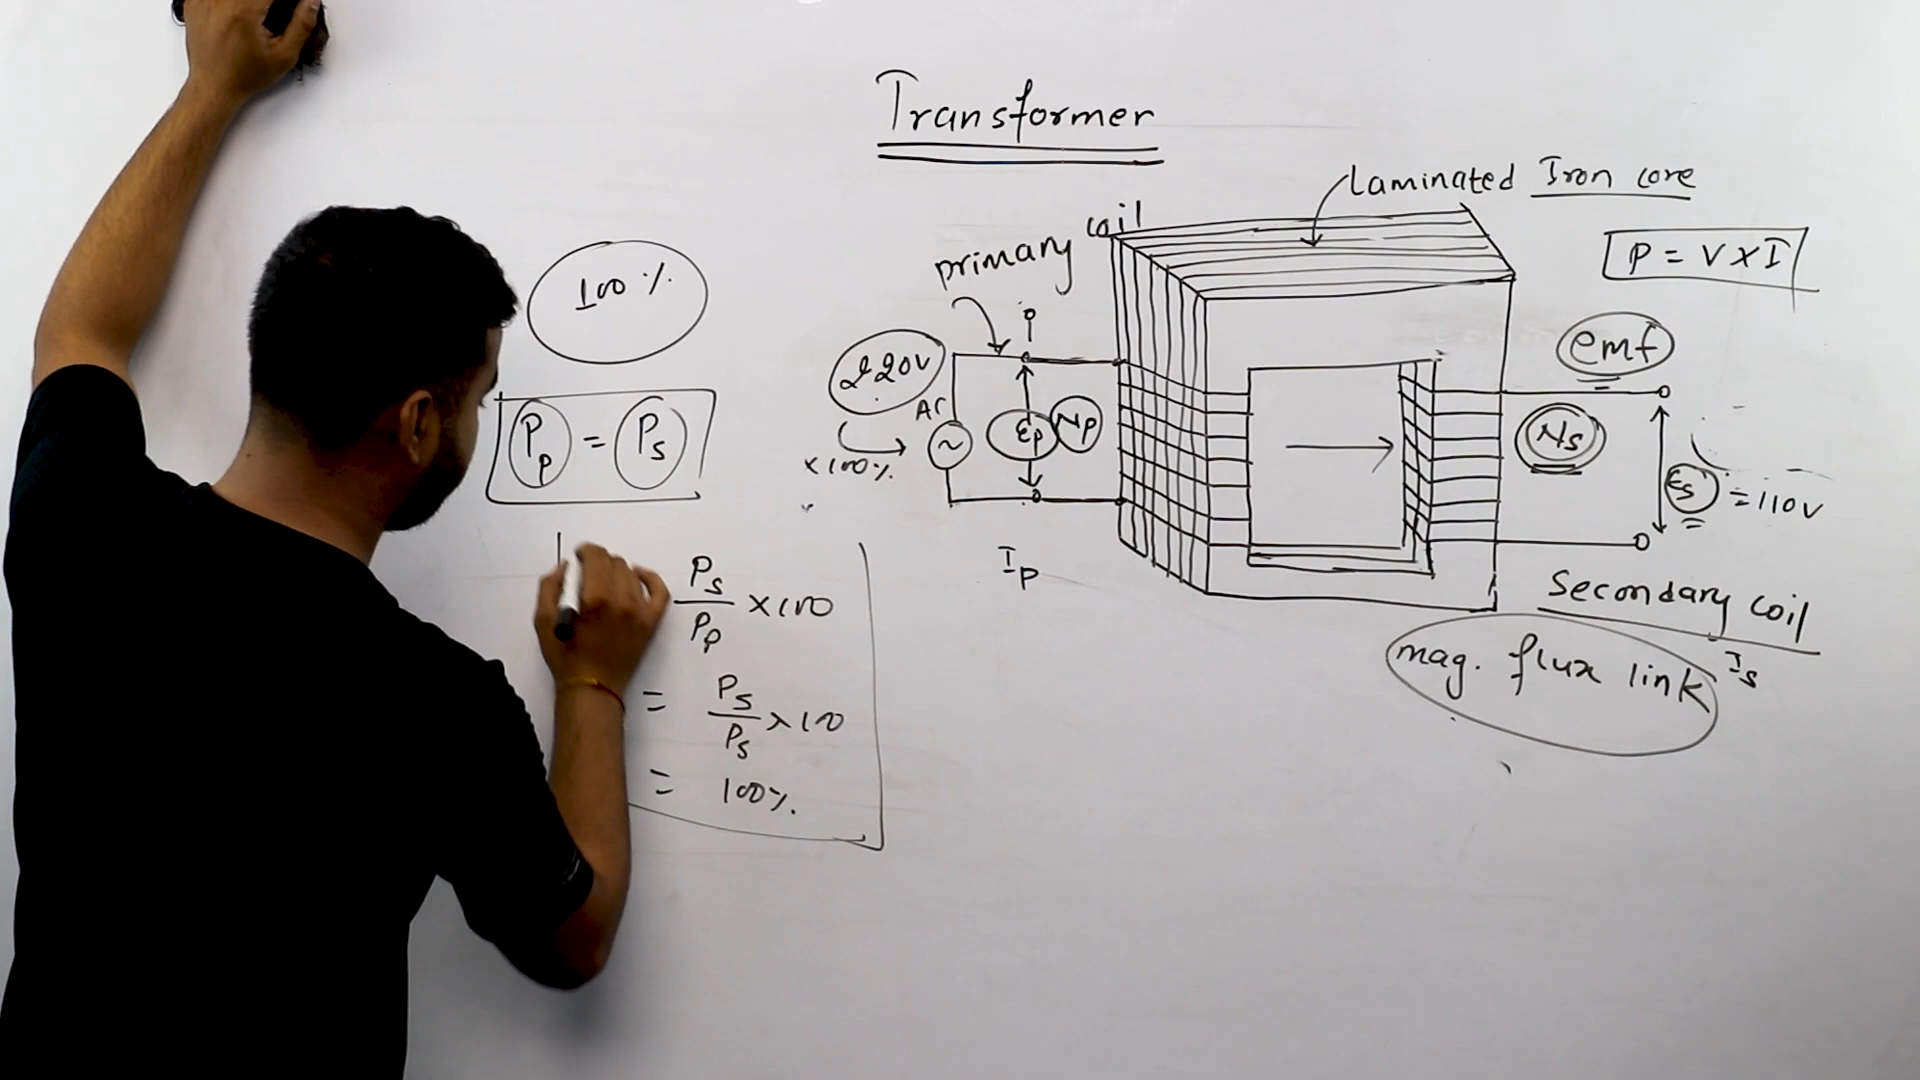 Transformer
Laminated Iron core
coil
primary
P = V x I
100 %
220v
AC
x 100%
Ep
Np
emf
Ns
Es = 110v
Pp = Ps
Ip
Secondary coil
Is
mag. flux link
Ps/Pp x 100
= Ps/Ps x 100
= 100%